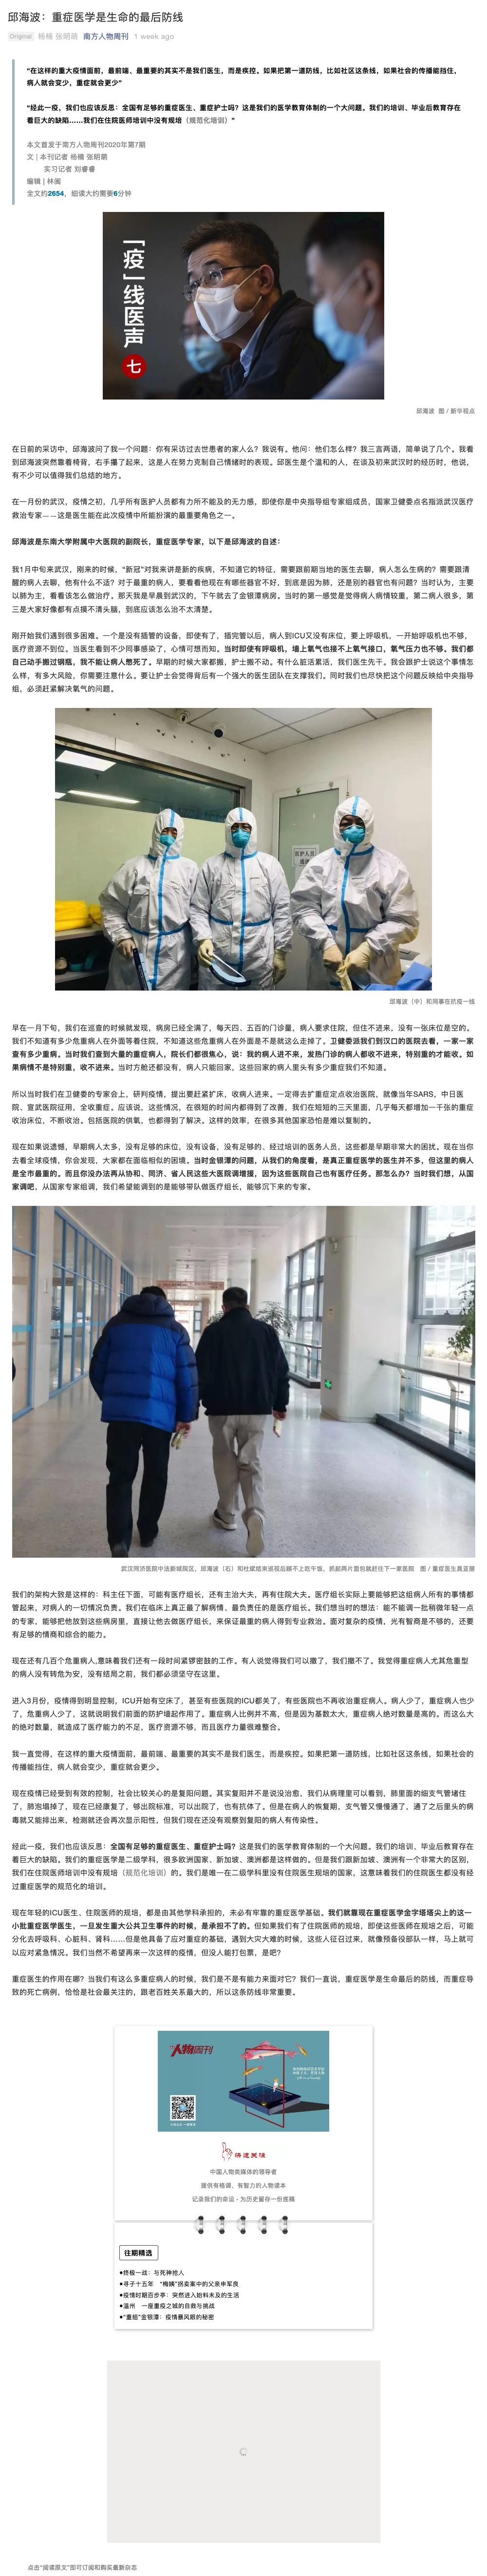 邱海波：重症医学是生命的最后防线
Original 杨楠 张明萌 南方人物周刊 1 week ago
“在这样的重大疫情面前，最前端、最重要的其实不是我们医生，而是疾控。如果把第一道防线，比如社区这条线，如果社会的传播能挡住，
病人就会变少，重症就会更少”
“经此一疫，我们也应该反思：全国有足够的重症医生、重症护士吗？这是我们的医学教育体制的一个大问题。我们的培训、毕业后教育存在
着巨大的缺陷……我们在住院医师培训中没有规培（规范化培训）”
本文首发于南方人物周刊2020年第7期
文 | 本刊记者 杨楠 张明萌
实习记者 刘睿睿
编辑 | 林阁
全文约2654，细读大约需要6分钟
「疫」线医声
七
邱海波 图 / 新华视点
在日前的采访中，邱海波问了我一个问题：你有采访过去世患者的家人么？我说有。他问：他们怎么样？我三言两语，简单说了几个。我看
到邱海波突然靠着椅背，右手攥了起来，这是人在努力克制自己情绪时的表现。邱医生是个温和的人，在谈及初来武汉时的经历时，他说，
有不少可以值得我们总结的地方。
在一月份的武汉，疫情之初，几乎所有医护人员都有力所不能及的无力感，即使你是中央指导组专家组成员，国家卫健委点名指派武汉医疗
救治专家——这是医生能在此次疫情中所能扮演的最重要角色之一。
邱海波是东南大学附属中大医院的副院长，重症医学专家，以下是邱海波的自述：
我1月中旬来武汉，刚来的时候，“新冠”对我来讲是新的疾病，不知道它的特征，需要跟前期当地的医生去聊，病人怎么生病的？需要跟清
醒的病人去聊，他有什么不适？对于最重的病人，要看看他现在有哪些器官不好，到底是因为肺，还是别的器官也有问题？当时认为，主要
以肺为主，看看该怎么做治疗。那天我是早晨到武汉的，下午就去了金银潭病房。当时的第一感觉是觉得病人病情较重，第二病人很多，第
三是大家好像都有点摸不清头脑，到底应该怎么治不太清楚。
刚开始我们遇到很多困难。一个是没有插管的设备，即使有了，插完管以后，病人到ICU又没有床位，要上呼吸机，一开始呼吸机也不够，
医疗资源不到位。当医生看到不少同事感染了，心情可想而知。当时即使有呼吸机，墙上氧气也接不上氧气接口，氧气压力也不够。我们都
自己动手搬过钢瓶，我不能让病人憋死了。早期的时候大家都搬，护士搬不动。有什么脏活累活，我们医生先干。我会跟护士说这个事情怎
么样，有多大风险，你需要注意什么。要让护士会觉得背后有一个强大的医生团队在支撑我们。同时我们也尽快把这个问题反映给中央指导
组，必须赶紧解决氧气的问题。
邱海波（中）和同事在抗疫一线
早在一月下旬，我们在巡查的时候就发现，病房已经全满了，每天四、五百的门诊量，病人要求住院，但住不进来，没有一张床位是空的。
我们不知道有多少危重病人在外面等着住院，不知道这些危重病人在外面是不是就这么走掉了。卫健委派我们到汉口的医院去看，一家一家
查有多少重病。当时我们查到大量的重症病人，院长们都很焦心，说：我的病人进不来，发热门诊的病人都收不进来，特别重的才能收。如
果病情不是特别重，收不进来。当时方舱还都没有，病人只能回家，这些回家的病人里头有多少重症我们不知道。
所以当时我们在卫健委的专家会上，研判疫情，提出要赶紧扩床，收病人进来。一定得去扩重症定点收治医院，就像当年SARS，中日医
院、宣武医院征用，全收重症。应该说，这些情况，在很短的时间内都得到了改善，我们在短短的三天里面，几乎每天都增加一千张的重症
收治床位，不断收治。包括医院的供氧，也都得到了解决。这样的效率，在很多其他国家恐怕是难以复制的。
现在如果说遗憾，早期病人太多，没有足够的床位，没有设备，没有足够的、经过培训的医务人员，这些都是早期非常大的困扰。现在当你
去看全球疫情，你会发现，大家都在面临相似的困境。当时金银潭的问题，从我们的角度看，是真正重症医学的医生并不多，但这里的病人
是全市最重的。而且你没办法再从协和、同济、省人民这些大医院调增援，因为这些医院自己也有医疗任务。那怎么办？当时我们想，从国
家调吧，从国家专家组调，我们希望能调到的是能够带队做医疗组长，能够沉下来的专家。
武汉同济医院中法新城院区，邱海波（右）和杜斌结束巡视后顾不上吃午饭，抓起两片面包就赶往下一家医院 图 / 重症医生龚亚丽
我们的架构大致是这样的：科主任下面，可能有医疗组长，还有主治大夫，再有住院大夫。医疗组长实际上要能够把这组病人所有的事情都
管起来，对病人的一切情况负责。我们在临床上真正最了解病情、最负责任的是医疗组长。我们想当时的想法：能不能调一批稍微年轻一点
的专家，能够把他放到这些病房里，直接让他去做医疗组长，来保证最重的病人得到专业救治。面对复杂的疫情，光有智商是不够的，还要
有足够的情商和综合的能力。
现在还有几百个危重病人,意味着我们还有一段时间紧锣密鼓的工作。有人说觉得我们可以撤了，我们撤不了。我觉得重症病人尤其危重型
的病人没有转危为安，没有结局之前，我们都必须坚守在这里。
进入3月份，疫情得到明显控制，ICU开始有空床了，甚至有些医院的ICU都关了，有些医院也不再收治重症病人。病人少了，重症病人也少
了，危重病人少了，这就说明我们前面的防护墙起作用了。重症病人比例并不高，但是因为基数太大，重症病人绝对数量是高的。而这么大
的绝对数量，就造成了医疗能力的不足，医疗资源不够，而且医疗力量很难整合。
我一直觉得，在这样的重大疫情面前，最前端、最重要的其实不是我们医生，而是疾控。如果把第一道防线，比如社区这条线，如果社会的
传播能挡住，病人就会变少，重症就会更少。
现在疫情已经受到有效的控制，社会比较关心的是复阳问题。其实复阳并不是说没治愈，我们从病理里可以看到，肺里面的细支气管堵住
了，肺泡塌掉了，现在已经康复了，够出院标准，可以出院了，也有抗体了。但是在病人的恢复期，支气管又慢慢通了，通了之后里头的病
毒就又能排出来，检测就还会再次显示阳性，但我们现在还没有观察到复阳的病人有传染性。
经此一疫，我们也应该反思：全国有足够的重症医生、重症护士吗？这是我们的医学教育体制的一个大问题。我们的培训、毕业后教育存在
着巨大的缺陷。我们的重症医学是二级学科，很多欧洲国家、新加坡、澳洲都是这样做的。但是我们跟新加坡、澳洲有一个非常大的区别，
我们在住院医师培训中没有规培（规范化培训）的。我们是唯一在二级学科里没有住院医生规培的国家，这意味着我们的住院医生都没有经
过重症医学的规范化的培训。
现在年轻的ICU医生、住院医师的规培，都是由其他学科承担的，未必有牢靠的重症医学基础。我们就靠现在重症医学金字塔塔尖上的这一
小批重症医学医生，一旦发生重大公共卫生事件的时候，是承担不了的。但如果我们有了住院医师的规培，即使这些医师在规培之后，可能
分化去呼吸科、心脏科、肾科……但是他具备了应对重症的基础，遇到大灾大难的时候，这些人征召过来，就像预备役部队一样，马上就可
以应对紧急情况。我们当然不希望再来一次这样的疫情，但没人能打包票，是吧？
重症医生的作用在哪？当我们有这么多重症病人的时候，我们是不是有能力来面对它？我们一直说，重症医学是生命最后的防线，而重症导
致的死亡病例，恰恰是社会最关注的，跟老百姓关系最大的，所以这条防线非常重要。
人物周刊
中国人物类媒体的领导者
提供有格调、有智力的人物读本
记录我们的命运 · 为历史留存一份底稿
往期精选
终极一战：与死神抢人
寻子十五年 “梅姨”拐卖案中的父亲申军良
疫情时期百步亭：突然进入始料未及的生活
温州 一座重疫之城的自救与挑战
“重组”金银潭：疫情暴风眼的秘密
点击“阅读原文”即可订阅和购买最新杂志